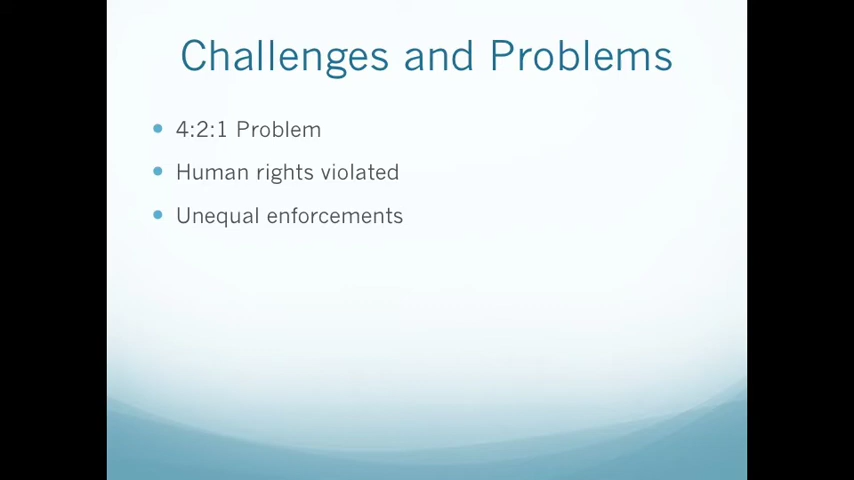 Challenges and Problems
4:2:1 Problem
Human rights violated
Unequal enforcements